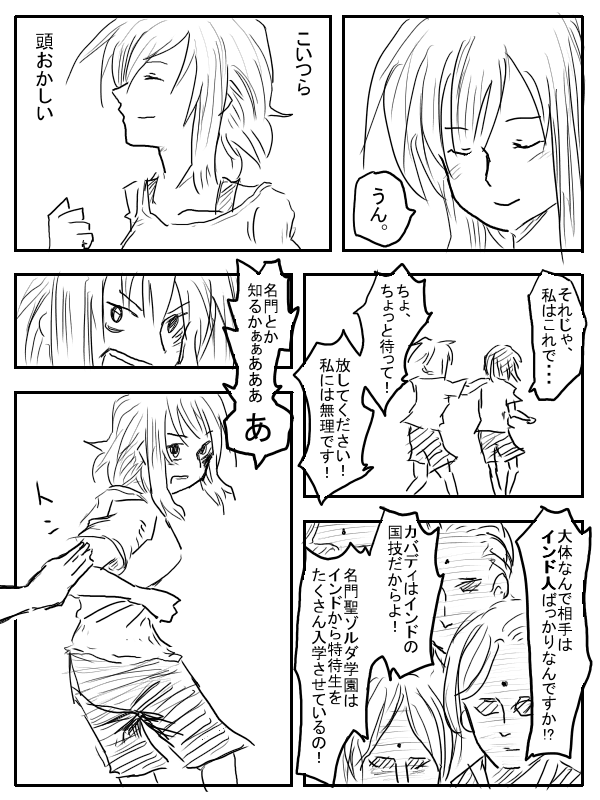 うん。
こいつら
頭おかしい
それじゃ、
私はこれで・・・
ちょ、
ちょっと待って！
放してください！
私には無理です！
大体なんで相手は
インド人ばっかりなんですか!?
カバディはインドの
国技だからよ！
名門聖ゾルダ学園は
インドから特待生を
たくさん入学させているの！
名門とか
知るかぁぁあああ
あ
トン